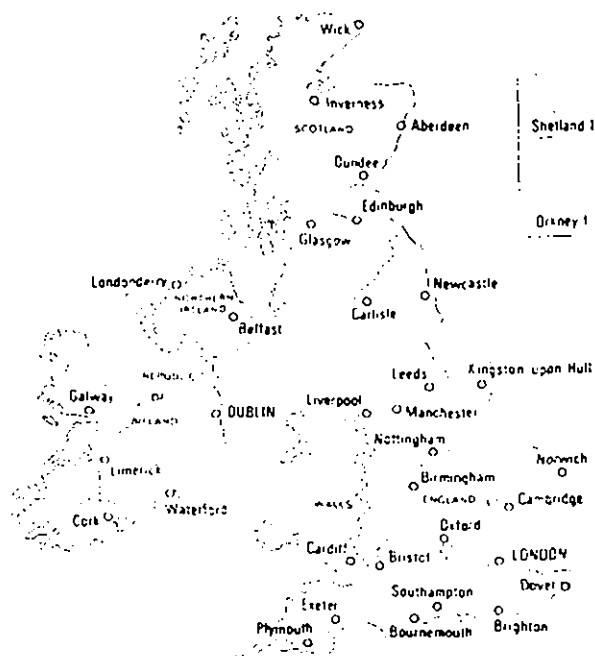 Wick
Inverness
SCOTLAND
Aberdeen
Shetland I
Dundee
Edinburgh
Orkney I
Glasgow
Londonderry
Newcastle
NORTHERN
IRELAND
Carlisle
Belfast
REPUBLIC
Leeds
Kingston upon Hull
Galway
DUBLIN
Liverpool
Manchester
Nottingham
Norwich
Limerick
Birmingham
ENGLAND
Waterford
WALES
Cambridge
Cork
Oxford
Cardiff
Bristol
LONDON
Dover
Southampton
Exeter
Plymouth
Bournemouth
Brighton